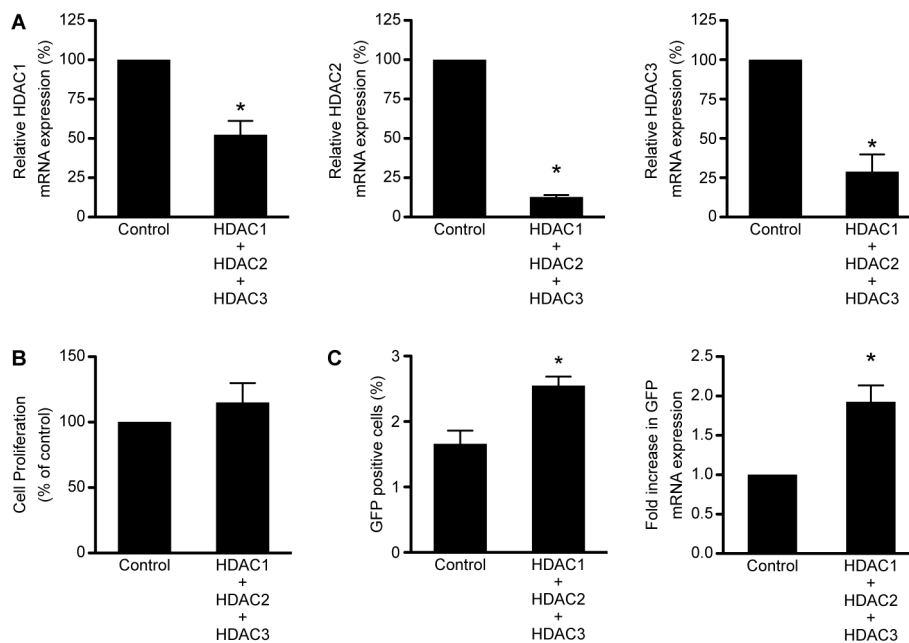 A
Relative HDAC1
mRNA expression (%)
125
100
75
50
25
0
*
Control
HDAC1
+
HDAC2
+
HDAC3
Relative HDAC2
mRNA expression (%)
125
100
75
50
25
0
*
Control
HDAC1
+
HDAC2
+
HDAC3
Relative HDAC3
mRNA expression (%)
125
100
75
50
25
0
*
Control
HDAC1
+
HDAC2
+
HDAC3
B
Cell Proliferation
(% of control)
150
100
50
0
Control
HDAC1
+
HDAC2
+
HDAC3
C
GFP positive cells (%)
3
2
1
0
*
Control
HDAC1
+
HDAC2
+
HDAC3
Fold increase in GFP
mRNA expression
2.5
2.0
1.5
1.0
0.5
0.0
*
Control
HDAC1
+
HDAC2
+
HDAC3